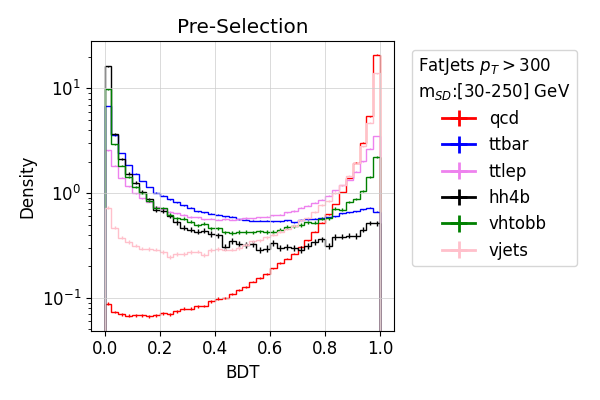 Pre-Selection
Density
10¹
10⁰
10⁻¹
0.0 0.2 0.4 0.6 0.8 1.0
BDT
FatJets p_T > 300
m_SD:[30-250] GeV
qcd
ttbar
ttlep
hh4b
vhtobb
vjets